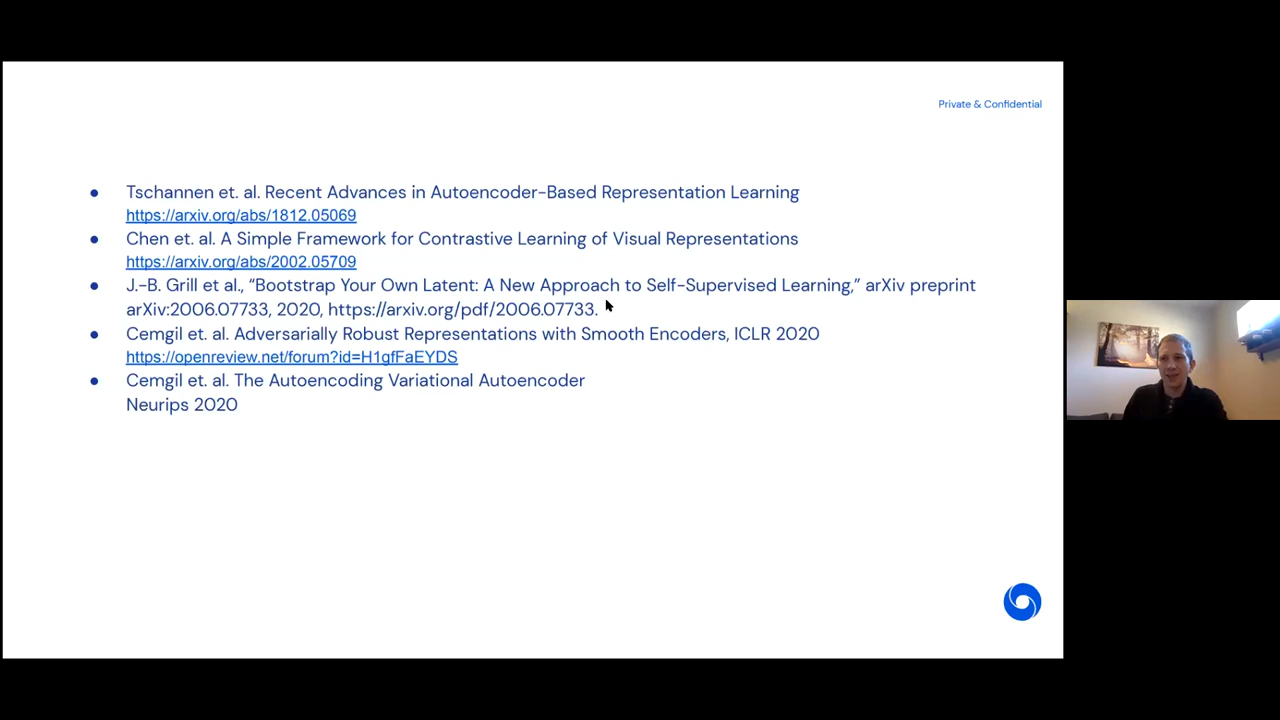 Private & Confidential
● Tschannen et. al. Recent Advances in Autoencoder-Based Representation Learning
https://arxiv.org/abs/1812.05069
● Chen et. al. A Simple Framework for Contrastive Learning of Visual Representations
https://arxiv.org/abs/2002.05709
● J.-B. Grill et al., “Bootstrap Your Own Latent: A New Approach to Self-Supervised Learning,” arXiv preprint
arXiv:2006.07733, 2020, https://arxiv.org/pdf/2006.07733.
● Cemgil et. al. Adversarially Robust Representations with Smooth Encoders, ICLR 2020
https://openreview.net/forum?id=H1gfFaEYDS
● Cemgil et. al. The Autoencoding Variational Autoencoder
Neurips 2020